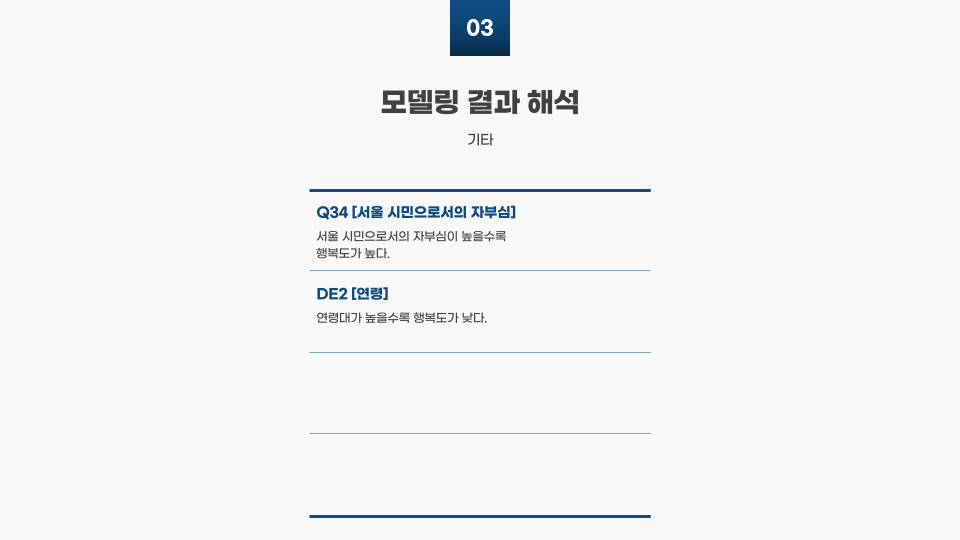 03
모델링 결과 해석
기타
Q34 [서울 시민으로서의 자부심]
서울 시민으로서의 자부심이 높을수록
행복도가 높다.
DE2 [연령]
연령대가 높을수록 행복도가 낮다.